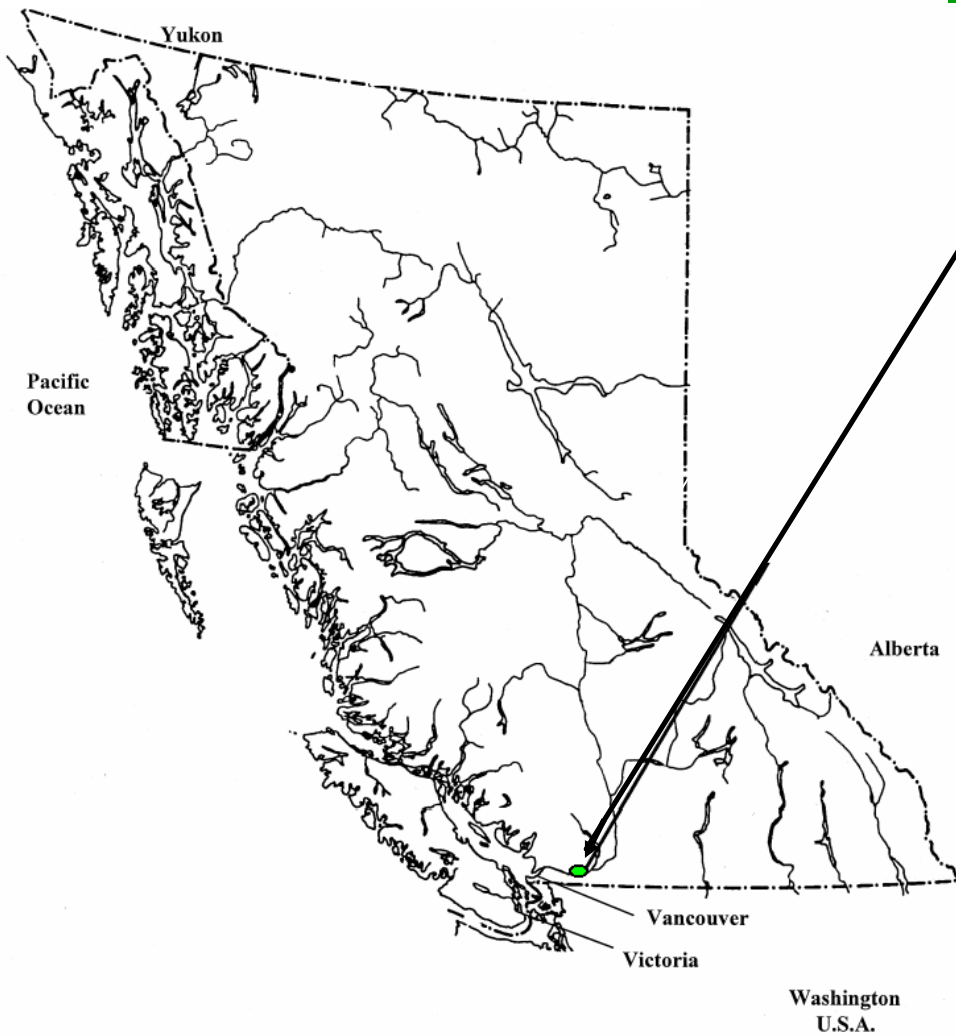 Yukon
Pacific
Ocean
Alberta
Vancouver
Victoria
Washington
U.S.A.